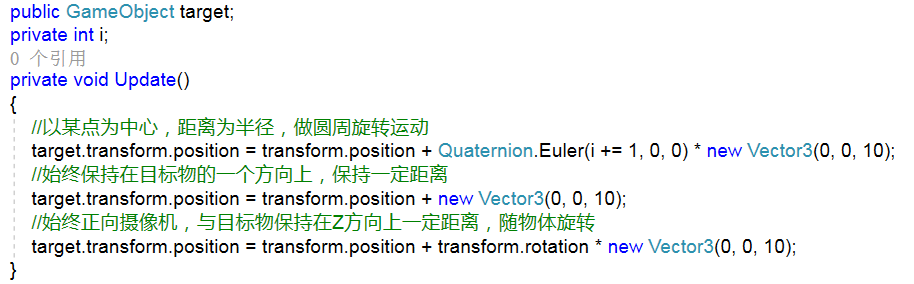 public GameObject target;
private int i;
0 个引用
private void Update()
{
//以某点为中心，距离为半径，做圆周旋转运动
target.transform.position = transform.position + Quaternion.Euler(i += 1, 0, 0) * new Vector3(0, 0, 10);
//始终保持在目标物的一个方向上，保持一定距离
target.transform.position = transform.position + new Vector3(0, 0, 10);
//始终正向摄像机，与目标物保持在Z方向上一定距离，随物体旋转
target.transform.position = transform.position + transform.rotation * new Vector3(0, 0, 10);
}